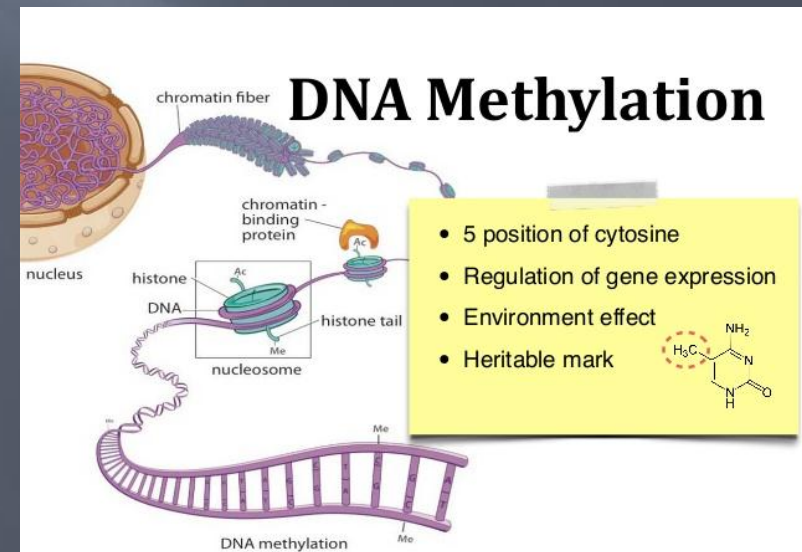 DNA Methylation
chromatin fiber
chromatin -
binding
protein
Ac
nucleus
histone
Ac
DNA
histone tail
Me
nucleosome
• 5 position of cytosine
• Regulation of gene expression
• Environment effect
• Heritable mark
NH₂
H₃C
N
N
H
O
Me
Me
Me
DNA methylation